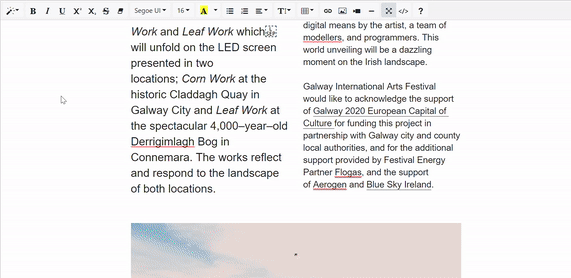 B I U X² X₂ S Segoe UI 16 A T!
Work and Leaf Work which
will unfold on the LED screen
presented in two
locations; Corn Work at the
historic Claddagh Quay in
Galway City and Leaf Work at
the spectacular 4,000–year–old
Derrigimlagh Bog in
Connemara. The works reflect
and respond to the landscape
of both locations.
digital means by the artist, a team of
modellers, and programmers. This
world unveiling will be a dazzling
moment on the Irish landscape.
Galway International Arts Festival
would like to acknowledge the support
of Galway 2020 European Capital of
Culture for funding this project in
partnership with Galway city and county
local authorities, and for the additional
support provided by Festival Energy
Partner Flogas, and the support
of Aerogen and Blue Sky Ireland.